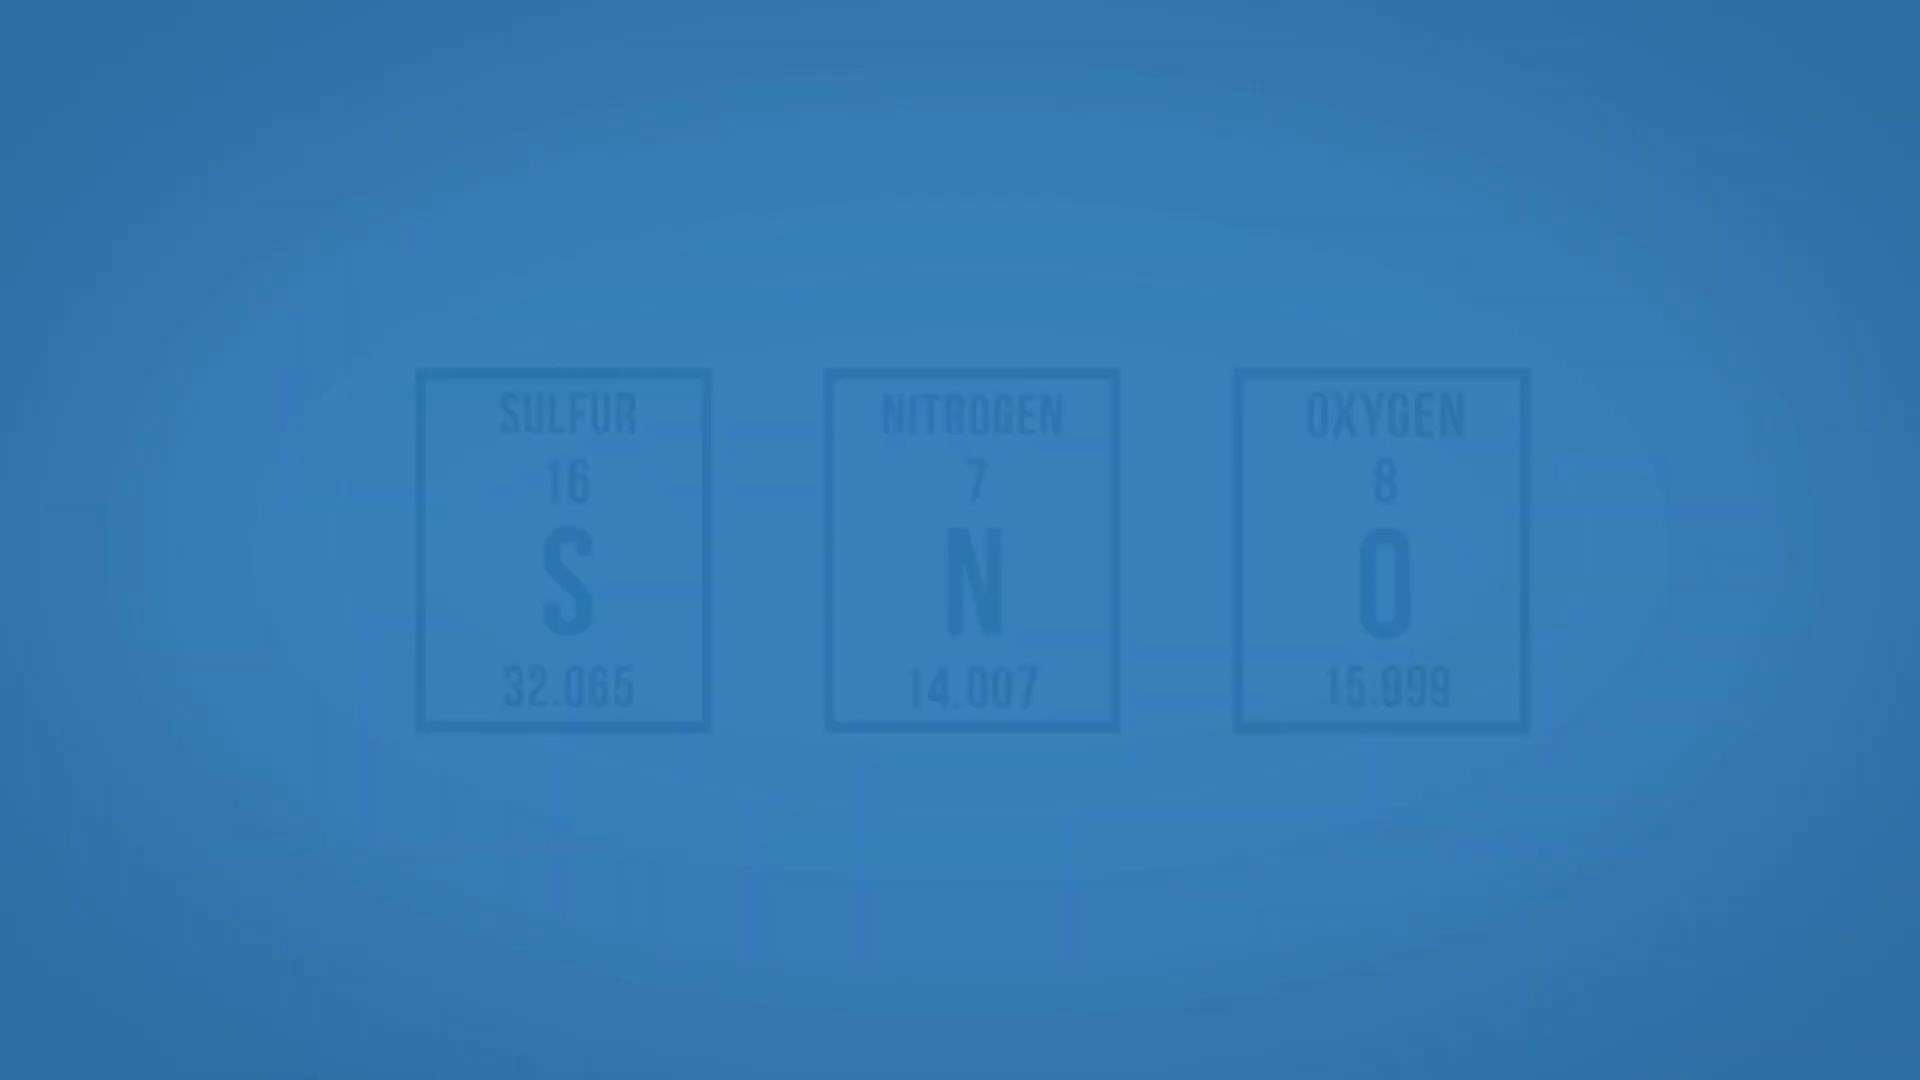 SULFUR
16
S
32.065
NITROGEN
7
N
14.007
OXYGEN
8
O
15.999